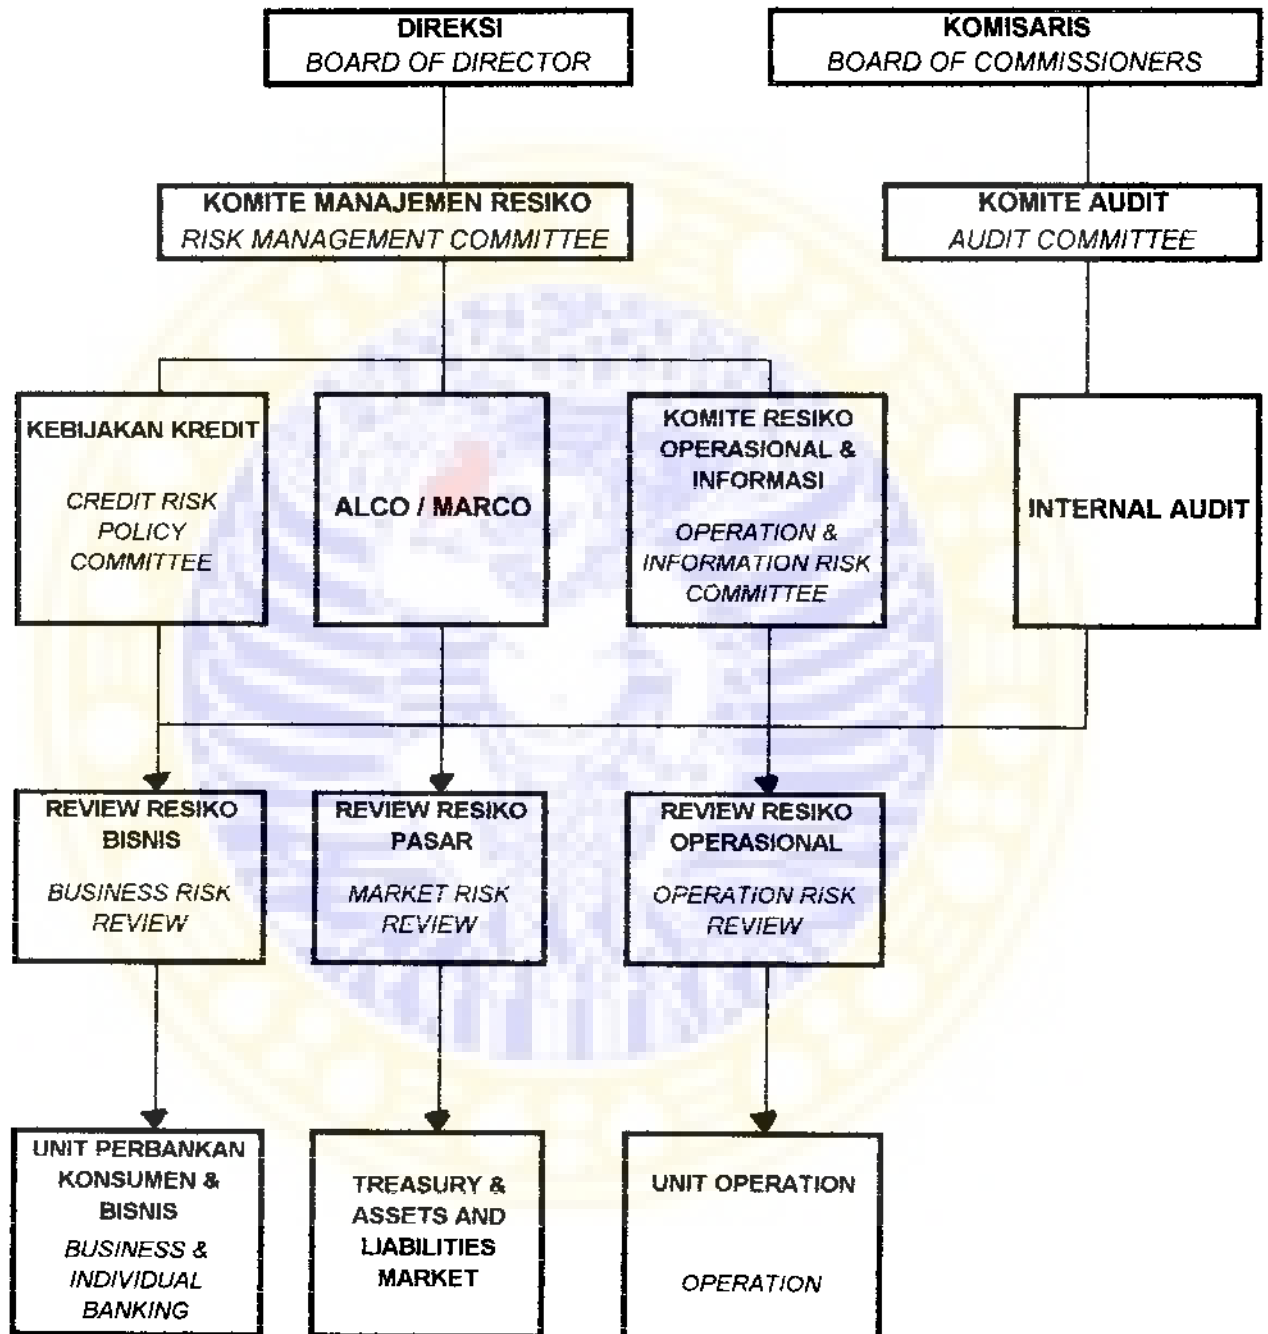 DIREKSI
BOARD OF DIRECTOR
KOMISARIS
BOARD OF COMMISSIONERS
KOMITE MANAJEMEN RESIKO
RISK MANAGEMENT COMMITTEE
KOMITE AUDIT
AUDIT COMMITTEE
KEBIJAKAN KREDIT
CREDIT RISK
POLICY
COMMITTEE
ALCO / MARCO
KOMITE RESIKO
OPERASIONAL &
INFORMASI
OPERATION &
INFORMATION RISK
COMMITTEE
INTERNAL AUDIT
REVIEW RESIKO
BISNIS
BUSINESS RISK
REVIEW
REVIEW RESIKO
PASAR
MARKET RISK
REVIEW
REVIEW RESIKO
OPERASIONAL
OPERATION RISK
REVIEW
UNIT PERBANKAN
KONSUMEN &
BISNIS
BUSINESS &
INDIVIDUAL
BANKING
TREASURY &
ASSETS AND
LIABILITIES
MARKET
UNIT OPERATION
OPERATION